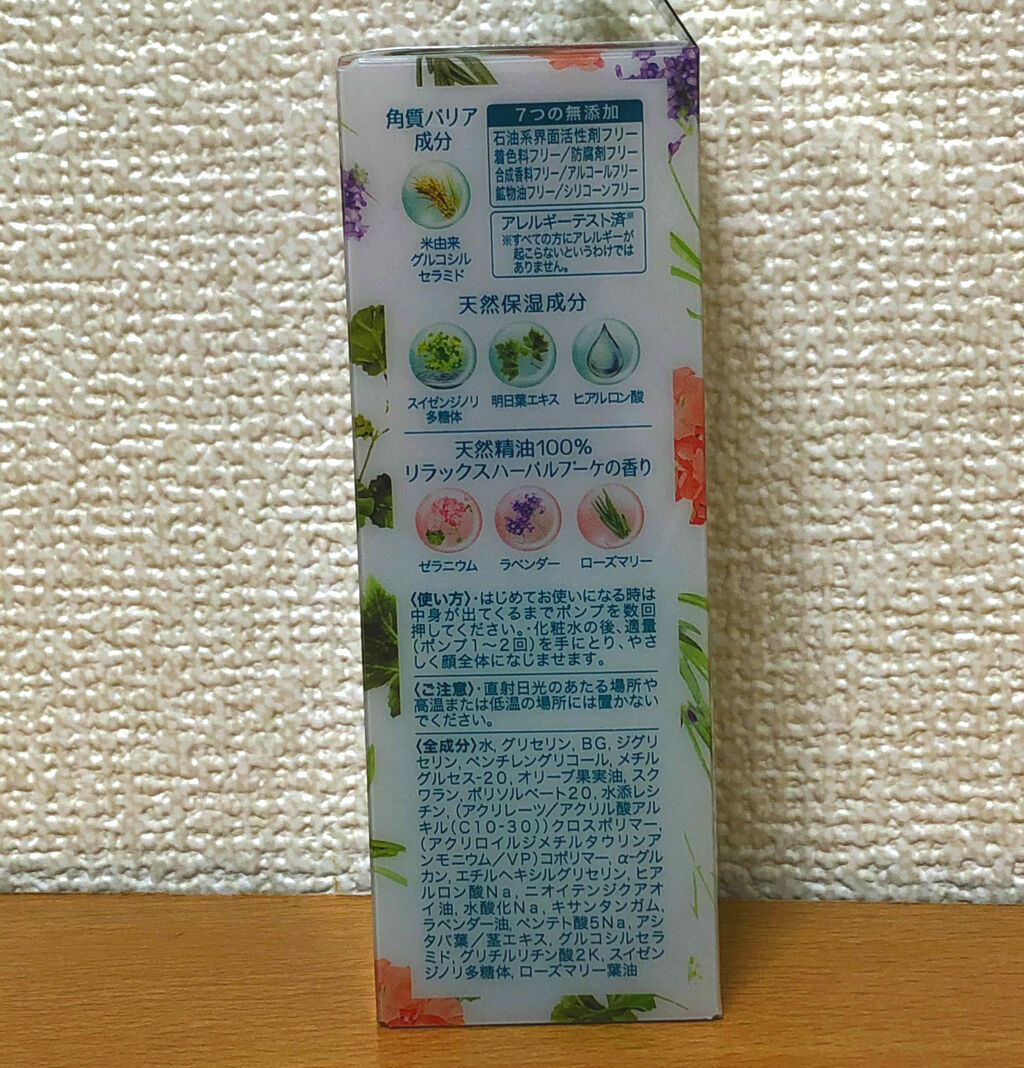 角質バリア
成分
米由来
グルコシル
セラミド
7つの無添加
石油系界面活性剤フリー
着色料フリー/防腐剤フリー
合成香料フリー/アルコールフリー
鉱物油フリー/シリコーンフリー
アレルギーテスト済※
※すべての方にアレルギーが
起こらないというわけでは
ありません。
天然保湿成分
スイゼンジノリ
多糖体
明日葉エキス
ヒアルロン酸
天然精油100%
リラックスハーバルブーケの香り
ゼラニウム
ラベンダー
ローズマリー
〈使い方〉・はじめてお使いになる時は
中身が出てくるまでポンプを数回
押してください。・化粧水の後、適量
(ポンプ1〜2回)を手にとり、やさ
しく顔全体になじませます。
〈ご注意〉・直射日光のあたる場所や
高温または低温の場所には置かない
でください。
〈全成分〉水, グリセリン, BG, ジグリ
セリン, ペンチレングリコール, メチル
グルセス-20, オリーブ果実油, スク
ワラン, ポリソルベート20, 水添レシ
チン, (アクリレーツ/アクリル酸アル
キル(C10-30))クロスポリマー,
(アクリロイルジメチルタウリンア
ンモニウム/VP)コポリマー, α-グル
カン, エチルヘキシルグリセリン, ヒア
ルロン酸Na, ニオイテンジクアオ
イ油, 水酸化Na, キサンタンガム,
ラベンダー油, ペンテト酸5Na, アシ
タバ葉/茎エキス, グルコシルセラ
ミド, グリチルリチン酸2K, スイゼン
ジノリ多糖体, ローズマリー葉油